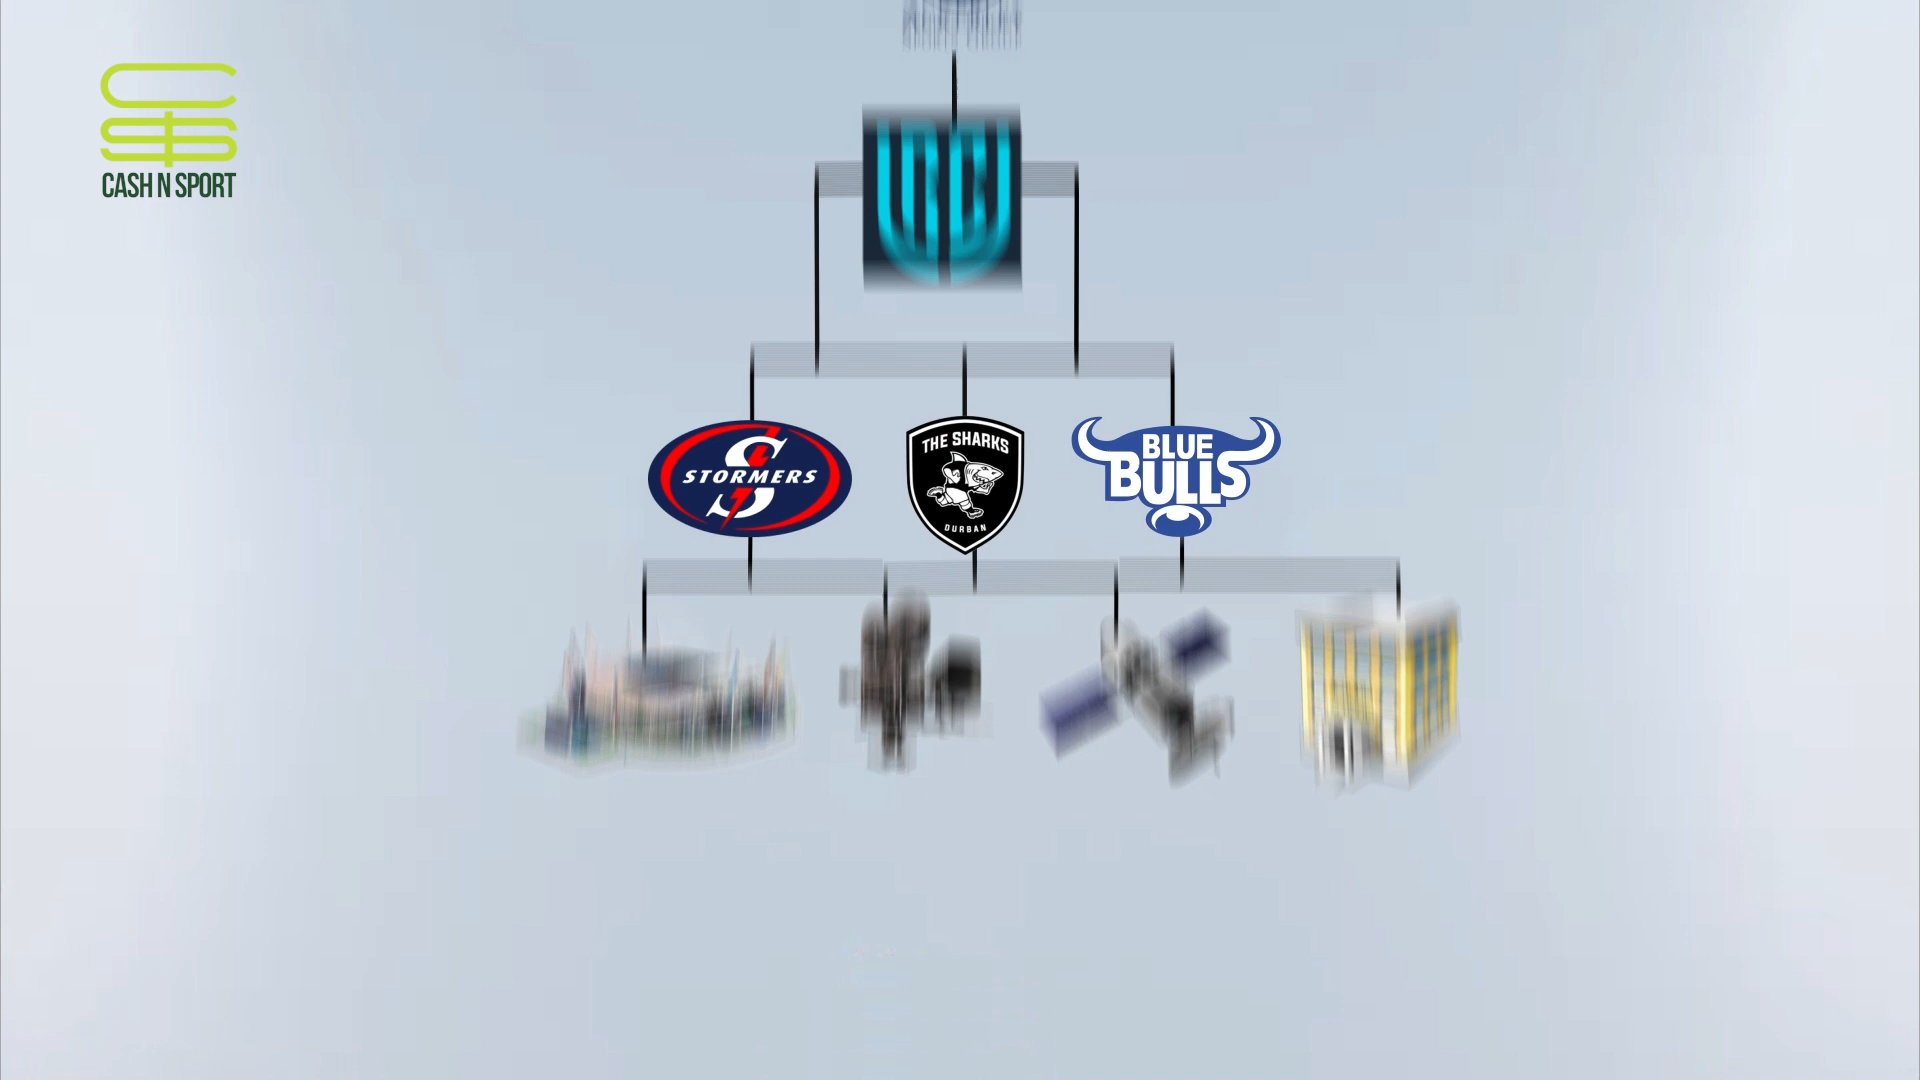 CASH N SPORT
STORMERS
THE SHARKS
DURBAN
BLUE
BULLS